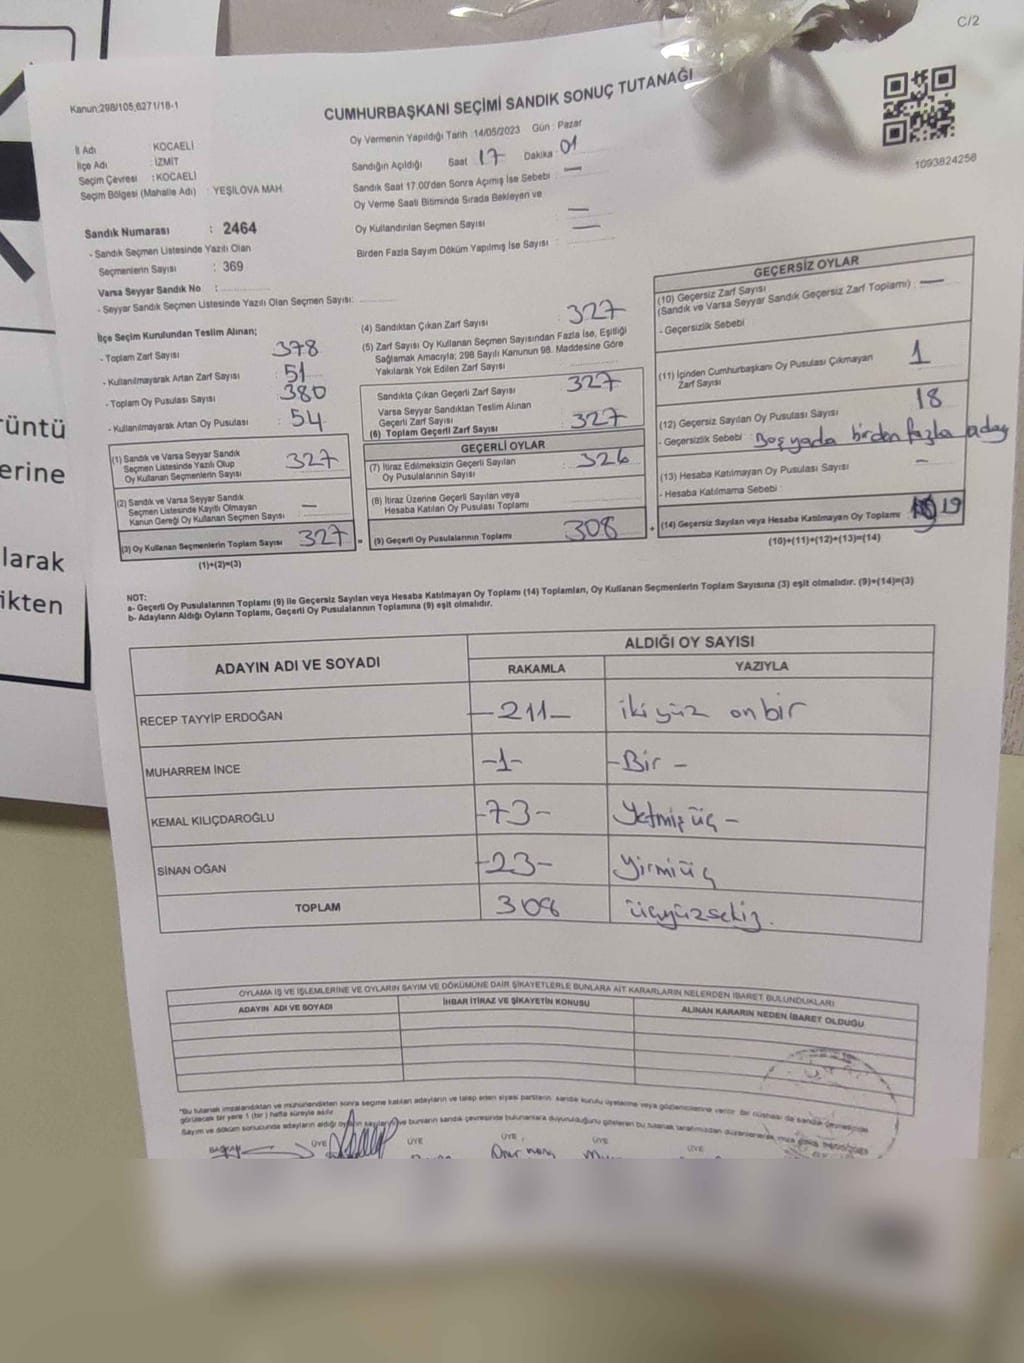 C/2
Kanun:298/105,6271/18-1
CUMHURBAŞKANI SEÇİMİ SANDIK SONUÇ TUTANAĞI
1093824258
İl Adı : KOCAELİ
İlçe Adı : İZMİT
Seçim Çevresi : KOCAELİ
Seçim Bölgesi (Mahalle Adı) : YEŞİLOVA MAH.
Oy Vermenin Yapıldığı Tarih :14/05/2023 Gün : Pazar
Sandığın Açıldığı Saat 17 Dakika : 01
Sandık Saat 17.00'den Sonra Açılmış İse Sebebi : —
Oy Verme Saati Bitiminde Sırada Bekleyen ve
Oy Kullandırılan Seçmen Sayısı —
Birden Fazla Sayım Döküm Yapılmış İse Sayısı : —
Sandık Numarası : 2464
- Sandık Seçmen Listesinde Yazılı Olan
Seçmenlerin Sayısı : 369
Varsa Seyyar Sandık No :
- Seyyar Sandık Seçmen Listesinde Yazılı Olan Seçmen Sayısı:
İlçe Seçim Kurulundan Teslim Alınan;
- Toplam Zarf Sayısı 378
- Kullanılmayarak Artan Zarf Sayısı : 51
- Toplam Oy Pusulası Sayısı : 380
- Kullanılmayarak Artan Oy Pusulası : 54
(1) Sandık ve Varsa Seyyar Sandık
Seçmen Listesinde Yazılı Olup
Oy Kullanan Seçmenlerin Sayısı 327
(2) Sandık ve Varsa Seyyar Sandık
Seçmen Listesinde Kayıtlı Olmayan
Kanun Gereği Oy Kullanan Seçmen Sayısı —
(3) Oy Kullanan Seçmenlerin Toplam Sayısı 327 =
(1)+(2)=(3)
(4) Sandıktan Çıkan Zarf Sayısı : 327
(5) Zarf Sayısı Oy Kullanan Seçmen Sayısından Fazla İse, Eşitliği
Sağlamak Amacıyla; 298 Sayılı Kanunun 98. Maddesine Göre
Yakılarak Yok Edilen Zarf Sayısı
Sandıkta Çıkan Geçerli Zarf Sayısı : 327
Varsa Seyyar Sandıktan Teslim Alınan
Geçerli Zarf Sayısı
(6) Toplam Geçerli Zarf Sayısı : 327
GEÇERLİ OYLAR
(7) İtiraz Edilmeksizin Geçerli Sayılan
Oy Pusulalarının Sayısı : 326
(8) İtiraz Üzerine Geçerli Sayılan veya
Hesaba Katılan Oy Pusulası Toplamı
(9) Geçerli Oy Pusulalarının Toplamı 308 +
GEÇERSİZ OYLAR
(10) Geçersiz Zarf Sayısı
(Sandık ve Varsa Seyyar Sandık Geçersiz Zarf Toplamı) : —
- Geçersizlik Sebebi
(11) İçinden Cumhurbaşkanı Oy Pusulası Çıkmayan
Zarf Sayısı 1
(12) Geçersiz Sayılan Oy Pusulası Sayısı : 18
- Geçersizlik Sebebi : Boş yada birden fazla aday
(13) Hesaba Katılmayan Oy Pusulası Sayısı : —
- Hesaba Katılmama Sebebi :
(14) Geçersiz Sayılan veya Hesaba Katılmayan Oy Toplamı : 19
(10)+(11)+(12)+(13)=(14)
NOT:
a- Geçerli Oy Pusulalarının Toplamı (9) ile Geçersiz Sayılan veya Hesaba Katılmayan Oy Toplamı (14) Toplamları, Oy Kullanan Seçmenlerin Toplam Sayısına (3) eşit olmalıdır. (9)+(14)=(3)
b- Adayların Aldığı Oyların Toplamı, Geçerli Oy Pusulalarının Toplamına (9) eşit olmalıdır.
ADAYIN ADI VE SOYADI ALDIĞI OY SAYISI
RAKAMLA YAZIYLA
RECEP TAYYİP ERDOĞAN —211— iki yüz on bir
MUHARREM İNCE -1- -Bir -
KEMAL KILIÇDAROĞLU -73- Yetmiş üç -
SİNAN OĞAN -23- Yirmi üç
TOPLAM 308 üçyüzsekiz.
OYLAMA İŞ VE İŞLEMLERİNE VE OYLARIN SAYIM VE DÖKÜMÜNE DAİR ŞİKAYETLERLE BUNLARA AİT KARARLARIN NELERDEN İBARET BULUNDUKLARI
ADAYIN ADI VE SOYADI İHBAR İTİRAZ VE ŞİKAYETİN KONUSU ALINAN KARARIN NEDEN İBARET OLDUĞU
*Bu tutanak imzalandıktan ve mühürlendikten sonra seçime katılan adayların ve talep eden siyasi partilerin sandık kurulu üyelerine veya gözlemcilerine verilir. Bir nüshası da sandık çevresinde
görülecek bir yere 1 (bir) hafta süreyle asılır.
BAŞKAN ÜYE ÜYE ÜYE ÜYE ÜYE
rüntü
erine
larak
ikten